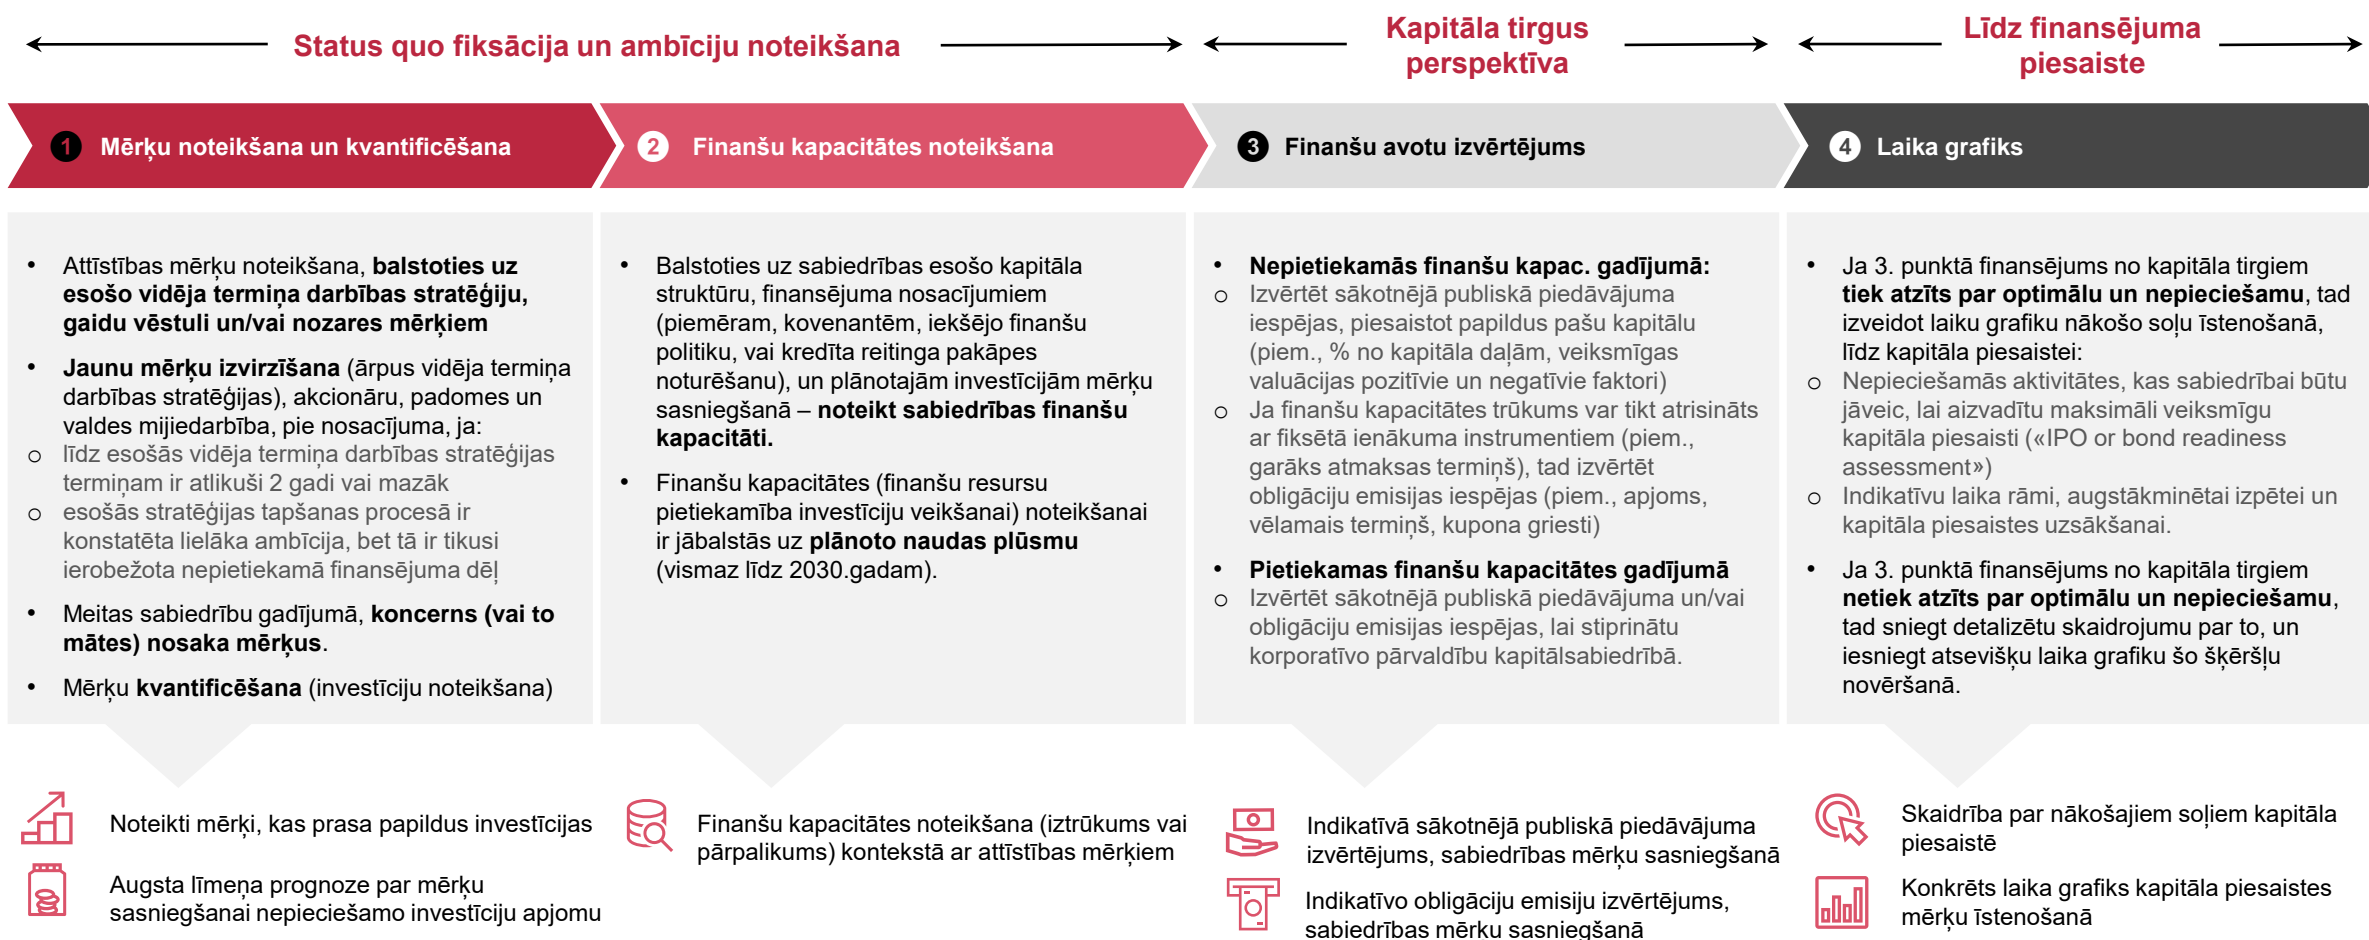 Status quo fiksācija un ambīciju noteikšana
Kapitāla tirgus
perspektīva
Līdz finansējuma
piesaiste
1 Mērķu noteikšana un kvantificēšana
2 Finanšu kapacitātes noteikšana
3 Finanšu avotu izvērtējums
4 Laika grafiks
• Attīstības mērķu noteikšana, balstoties uz
esošo vidēja termiņa darbības stratēģiju,
gaidu vēstuli un/vai nozares mērķiem
• Jaunu mērķu izvirzīšana (ārpus vidēja termiņa
darbības stratēģijas), akcionāru, padomes un
valdes mijiedarbība, pie nosacījuma, ja:
o līdz esošās vidēja termiņa darbības stratēģijas
termiņam ir atlikuši 2 gadi vai mazāk
o esošās stratēģijas tapšanas procesā ir
konstatēta lielāka ambīcija, bet tā ir tikusi
ierobežota nepietiekamā finansējuma dēļ
• Meitas sabiedrību gadījumā, koncerns (vai to
mātes) nosaka mērķus.
• Mērķu kvantificēšana (investīciju noteikšana)
• Balstoties uz sabiedrības esošo kapitāla
struktūru, finansējuma nosacījumiem
(piemēram, kovenantēm, iekšējo finanšu
politiku, vai kredīta reitinga pakāpes
noturēšanu), un plānotajām investīcijām mērķu
sasniegšanā – noteikt sabiedrības finanšu
kapacitāti.
• Finanšu kapacitātes (finanšu resursu
pietiekamība investīciju veikšanai) noteikšanai
ir jābalstās uz plānoto naudas plūsmu
(vismaz līdz 2030.gadam).
• Nepietiekamās finanšu kapac. gadījumā:
o Izvērtēt sākotnējā publiskā piedāvājuma
iespējas, piesaistot papildus pašu kapitālu
(piem., % no kapitāla daļām, veiksmīgas
valuācijas pozitīvie un negatīvie faktori)
o Ja finanšu kapacitātes trūkums var tikt atrisināts
ar fiksētā ienākuma instrumentiem (piem.,
garāks atmaksas termiņš), tad izvērtēt
obligāciju emisijas iespējas (piem., apjoms,
vēlamais termiņš, kupona griesti)
• Pietiekamas finanšu kapacitātes gadījumā
o Izvērtēt sākotnējā publiskā piedāvājuma un/vai
obligāciju emisijas iespējas, lai stiprinātu
korporatīvo pārvaldību kapitālsabiedrībā.
• Ja 3. punktā finansējums no kapitāla tirgiem
tiek atzīts par optimālu un nepieciešamu, tad
izveidot laiku grafiku nākošo soļu īstenošanā,
līdz kapitāla piesaistei:
o Nepieciešamās aktivitātes, kas sabiedrībai būtu
jāveic, lai aizvadītu maksimāli veiksmīgu
kapitāla piesaisti («IPO or bond readiness
assessment»)
o Indikatīvu laika rāmi, augstākminētai izpētei un
kapitāla piesaistes uzsākšanai.
• Ja 3. punktā finansējums no kapitāla tirgiem
netiek atzīts par optimālu un nepieciešamu,
tad sniegt detalizētu skaidrojumu par to, un
iesniegt atsevišķu laika grafiku šo šķēršļu
novēršanā.
Noteikti mērķi, kas prasa papildus investīcijas
Augsta līmeņa prognoze par mērķu
sasniegšanai nepieciešamo investīciju apjomu
Finanšu kapacitātes noteikšana (iztrūkums vai
pārpalikums) kontekstā ar attīstības mērķiem
Indikatīvā sākotnējā publiskā piedāvājuma
izvērtējums, sabiedrības mērķu sasniegšanā
Indikatīvo obligāciju emisiju izvērtējums,
sabiedrības mērķu sasniegšanā
Skaidrība par nākošajiem soļiem kapitāla
piesaistē
Konkrēts laika grafiks kapitāla piesaistes
mērķu īstenošanā